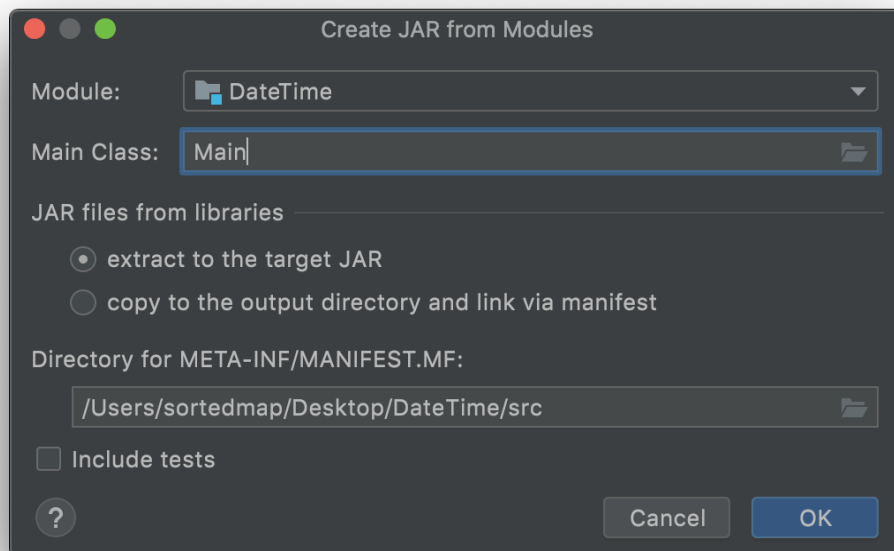 Create JAR from Modules
Module: DateTime
Main Class: Main
JAR files from libraries
extract to the target JAR
copy to the output directory and link via manifest
Directory for META-INF/MANIFEST.MF:
/Users/sortedmap/Desktop/DateTime/src
Include tests
? Cancel OK